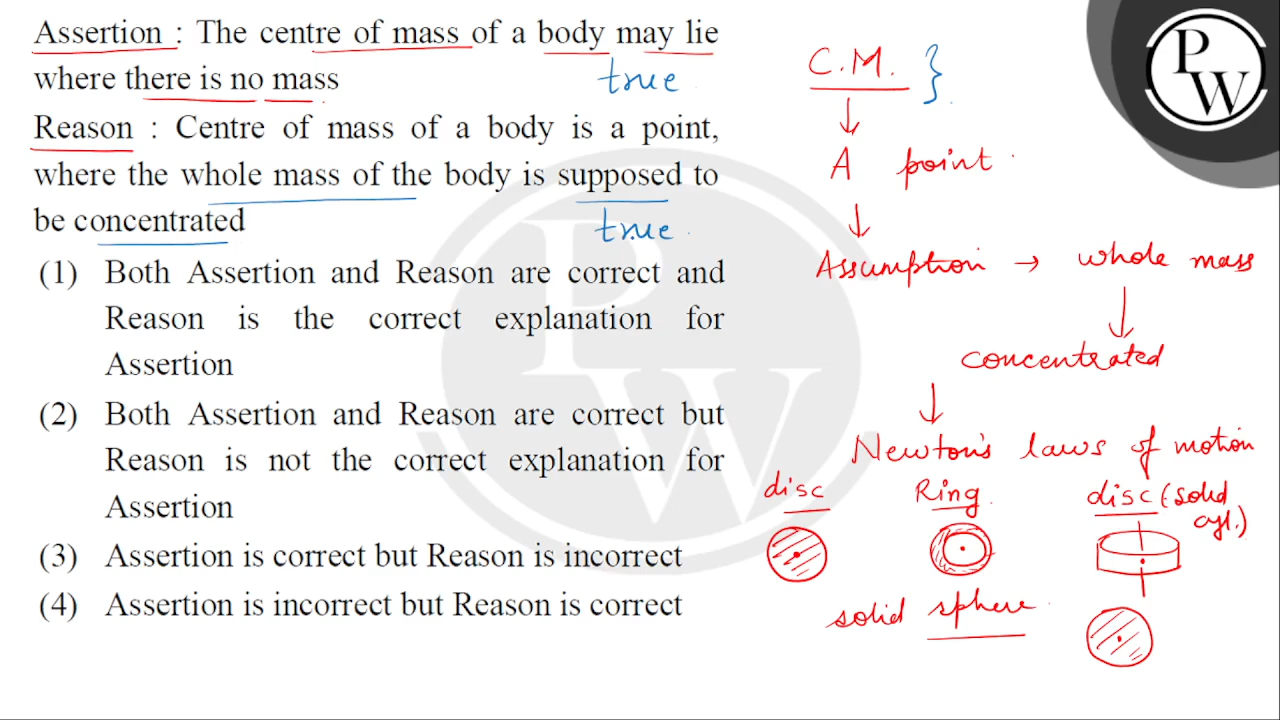 Assertion : The centre of mass of a body may lie
where there is no mass
true
Reason : Centre of mass of a body is a point,
where the whole mass of the body is supposed to
be concentrated
true
(1) Both Assertion and Reason are correct and
Reason is the correct explanation for
Assertion
(2) Both Assertion and Reason are correct but
Reason is not the correct explanation for
Assertion
(3) Assertion is correct but Reason is incorrect
(4) Assertion is incorrect but Reason is correct
C.M.
A point
Assumption → whole mass
concentrated
Newton's laws of motion
disc
Ring
disc (solid
cyl.)
solid sphere
P
W
P
W